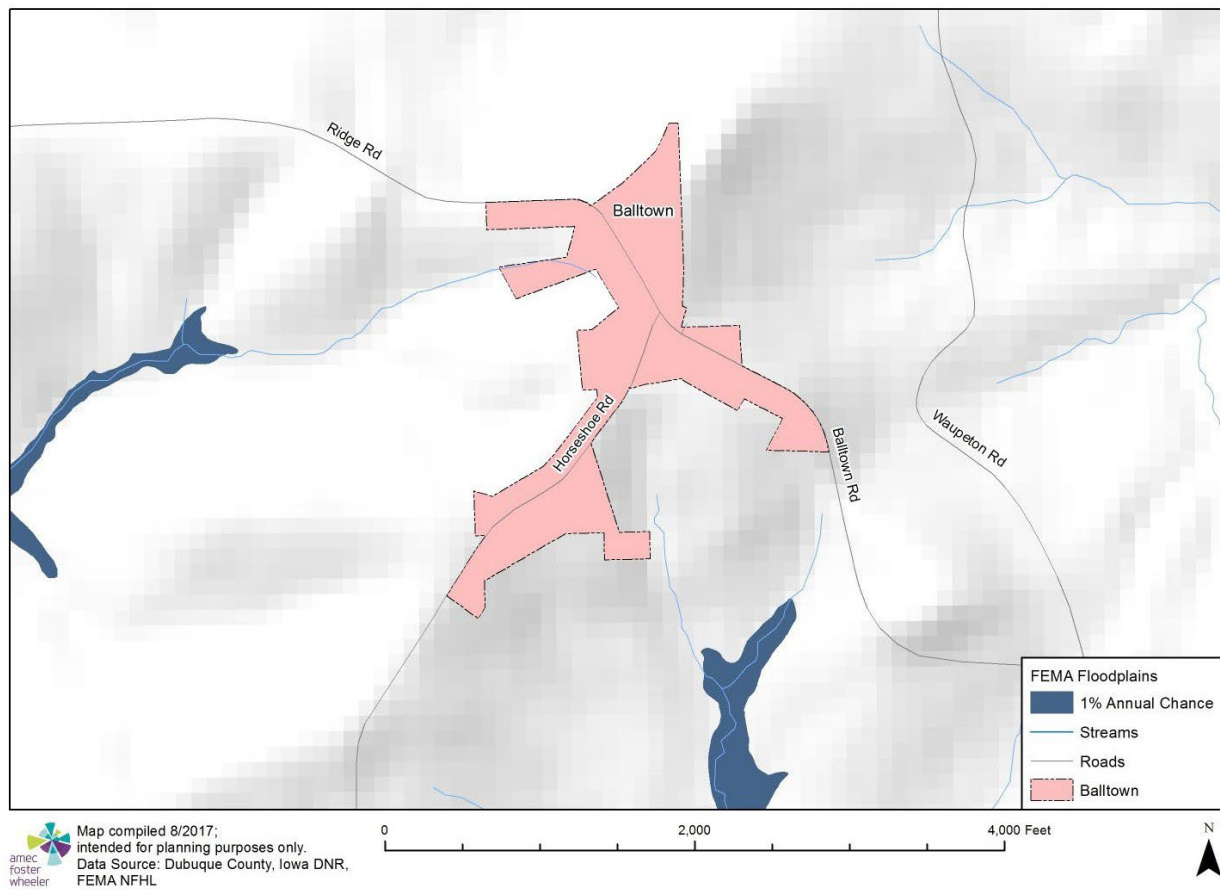 Ridge Rd
Balltown
Horseshoe Rd
Balltown Rd
Waupeton Rd
FEMA Floodplains
1% Annual Chance
Streams
Roads
Balltown
amec
foster
wheeler
Map compiled 8/2017;
intended for planning purposes only.
Data Source: Dubuque County, Iowa DNR,
FEMA NFHL
0
2,000
4,000 Feet
N